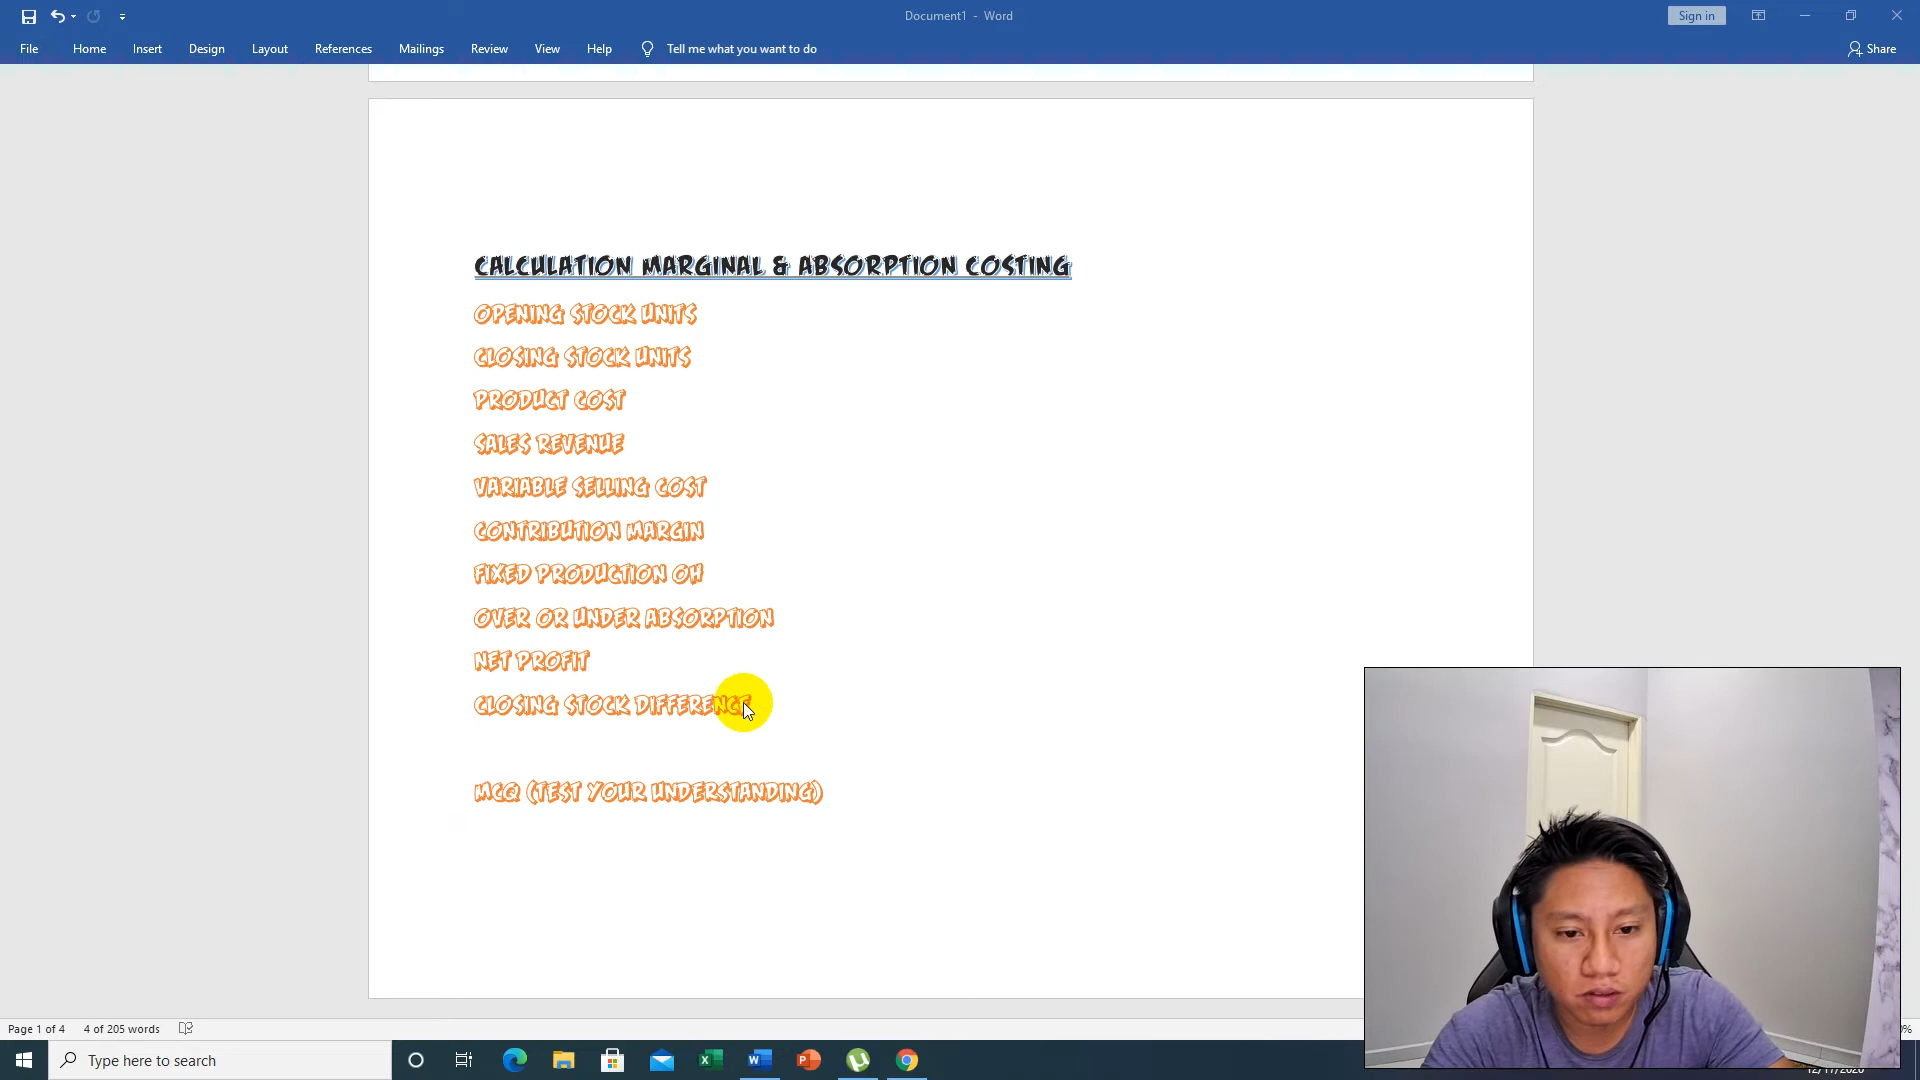 Document1 - Word
Sign in
File Home Insert Design Layout References Mailings Review View Help Tell me what you want to do Share
CALCULATION MARGINAL & ABSORPTION COSTING
OPENING STOCK UNITS
CLOSING STOCK UNITS
PRODUCT COST
SALES REVENUE
VARIABLE SELLING COST
CONTRIBUTION MARGIN
FIXED PRODUCTION OH
OVER OR UNDER ABSORPTION
NET PROFIT
CLOSING STOCK DIFFERENCE
MCQ (TEST YOUR UNDERSTANDING)
Page 1 of 4 4 of 205 words
Type here to search